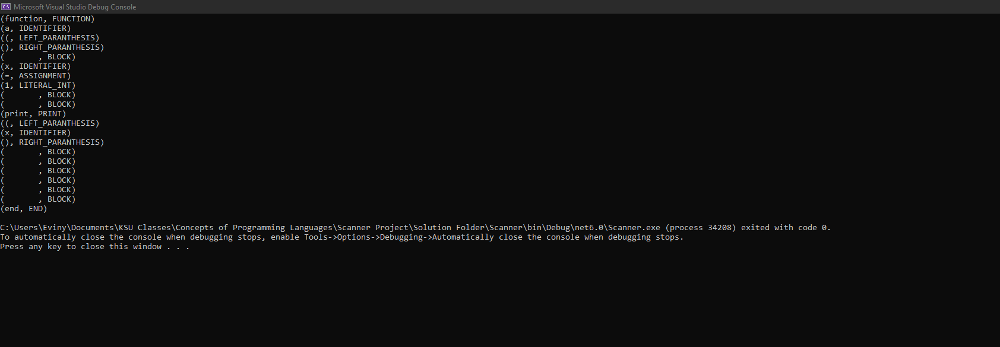 Microsoft Visual Studio Debug Console
(function, FUNCTION)
(a, IDENTIFIER)
((, LEFT_PARANTHESIS)
(), RIGHT_PARANTHESIS)
(       , BLOCK)
(x, IDENTIFIER)
(=, ASSIGNMENT)
(1, LITERAL_INT)
(       , BLOCK)
(       , BLOCK)
(print, PRINT)
((, LEFT_PARANTHESIS)
(x, IDENTIFIER)
(), RIGHT_PARANTHESIS)
(       , BLOCK)
(       , BLOCK)
(       , BLOCK)
(       , BLOCK)
(       , BLOCK)
(       , BLOCK)
(end, END)
C:\Users\Eviny\Documents\KSU Classes\Concepts of Programming Languages\Scanner Project\Solution Folder\Scanner\bin\Debug\net6.0\Scanner.exe (process 34208) exited with code 0.
To automatically close the console when debugging stops, enable Tools->Options->Debugging->Automatically close the console when debugging stops.
Press any key to close this window . . .